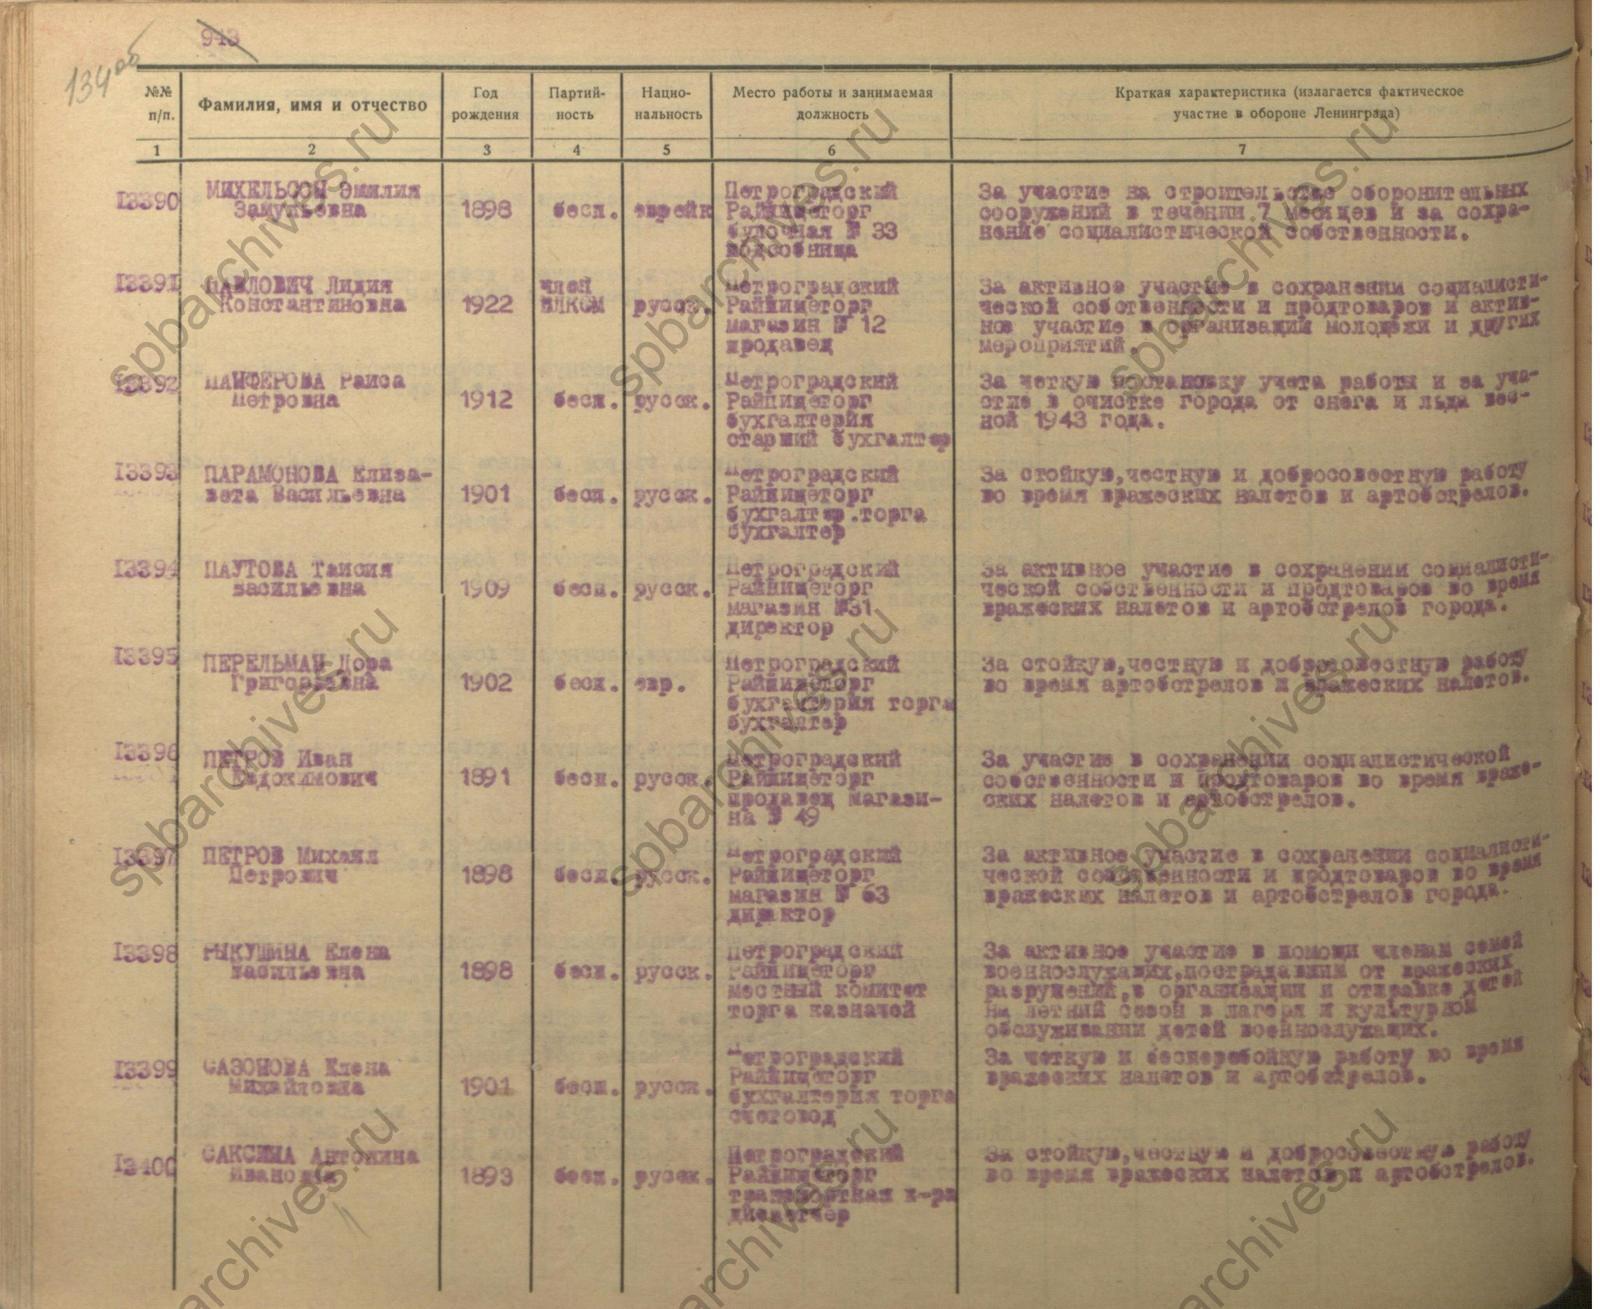 134об
943
№№ п/п.
Фамилия, имя и отчество
Год рождения
Партий-
ность
Нацио-
нальность
Место работы и занимаемая
должность
Краткая характеристика (излагается фактическое
участие в обороне Ленинграда)
1 2 3 4 5 6 7
13390 МИХЕЛЬСОН Эмилия
Замульевна
1898 бесп. еврейк
Петроградский
Райпищеторг
булочная № 33
подсобница
За участие на строительстве оборонительных
сооружений в течении 7 месяцев и за сохра-
нение социалистической собственности.
13391 ПАВЛОВИЧ Лидия
Константиновна
1922 член
ВЛКСМ русск.
Петроградский
Райпищеторг
магазин № 12
продавец
За активное участие в сохранении социалисти-
ческой собственности и продтоваров и актив-
ное участие в организации молодежи и других
мероприятий.
13392 ПАНФЕРОВА Раиса
Петровна
1912 бесп. русск.
Петроградский
Райпищеторг
бухгалтерия
старший бухгалтер
За четкую постановку учета работы и за уча-
стие в очистке города от снега и льда вес-
ной 1943 года.
13393 ПАРАМОНОВА Елиза-
вета Васильевна
1901 бесп. русск.
Петроградский
Райпищеторг
бухгалтер.торга
бухгалтер
За стойкую,честную и добросовестную работу
во время вражеских налетов и артобстрелов.
13394 ПАУТОВА Таисия
васильевна
1909 бесп. русск.
Петроградский
Райпищеторг
магазин №31
директор
За активное участие в сохранении социалисти-
ческой собственности и продтоваров во время
вражеских налетов и артобстрелов города.
13395 ПЕРЕЛЬМАН Дора
Григорьевна
1902 бесп. евр.
Петроградский
Райпищеторг
бухгалтерия торга
бухгалтер
За стойкую,честную и добросовестную работу
во время артобстрелов и вражеских налетов.
13396 ПЕТРОВ Иван
Евдокимович
1891 бесп. русск.
Петроградский
Райпищеторг
продавец магази-
на № 49
За участие в сохранении социалистической
собственности и продтоваров во время враже-
ских налетов и артобстрелов.
13397 ПЕТРОВ Михаил
Петрович
1898 бесп. русск.
Петроградский
Райпищеторг
магазин № 63
директор
За активное участие в сохранении социалисти-
ческой собственности и продтоваров во время
вражеских налетов и артобстрелов города.
13398 РЫКУШИНА Елена
васильевна
1898 бесп. русск.
Петроградский
Райпищеторг
местный комитет
торга казначей
За активное участие в помощи членам семей
военнослужащих,пострадавшим от вражеских
разрушений,в организации и отправке детей
на летний сезон в лагеря и культурном
обслуживании детей военнослужащих.
13399 САЗОНОВА Елена
Михайловна
1901 бесп. русск.
Петроградский
Райпищеторг
бухгалтерия торга
счетовод
За четкую и бесперебойную работу во время
вражеских налетов и артобстрелов.
13400 САКСИНА Антонина
Ивановна
1893 бесп. русск.
Петроградский
Райпищеторг
транспортная к-ра
диспетчер
За стойкую,честную и добросовестную работу
во время вражеских налетов и артобстрелов.
spbarchives.ru
spbarchives.ru
spbarchives.ru
spbarchives.ru
spbarchives.ru
spbarchives.ru
spbarchives.ru
spbarchives.ru
spbarchives.ru